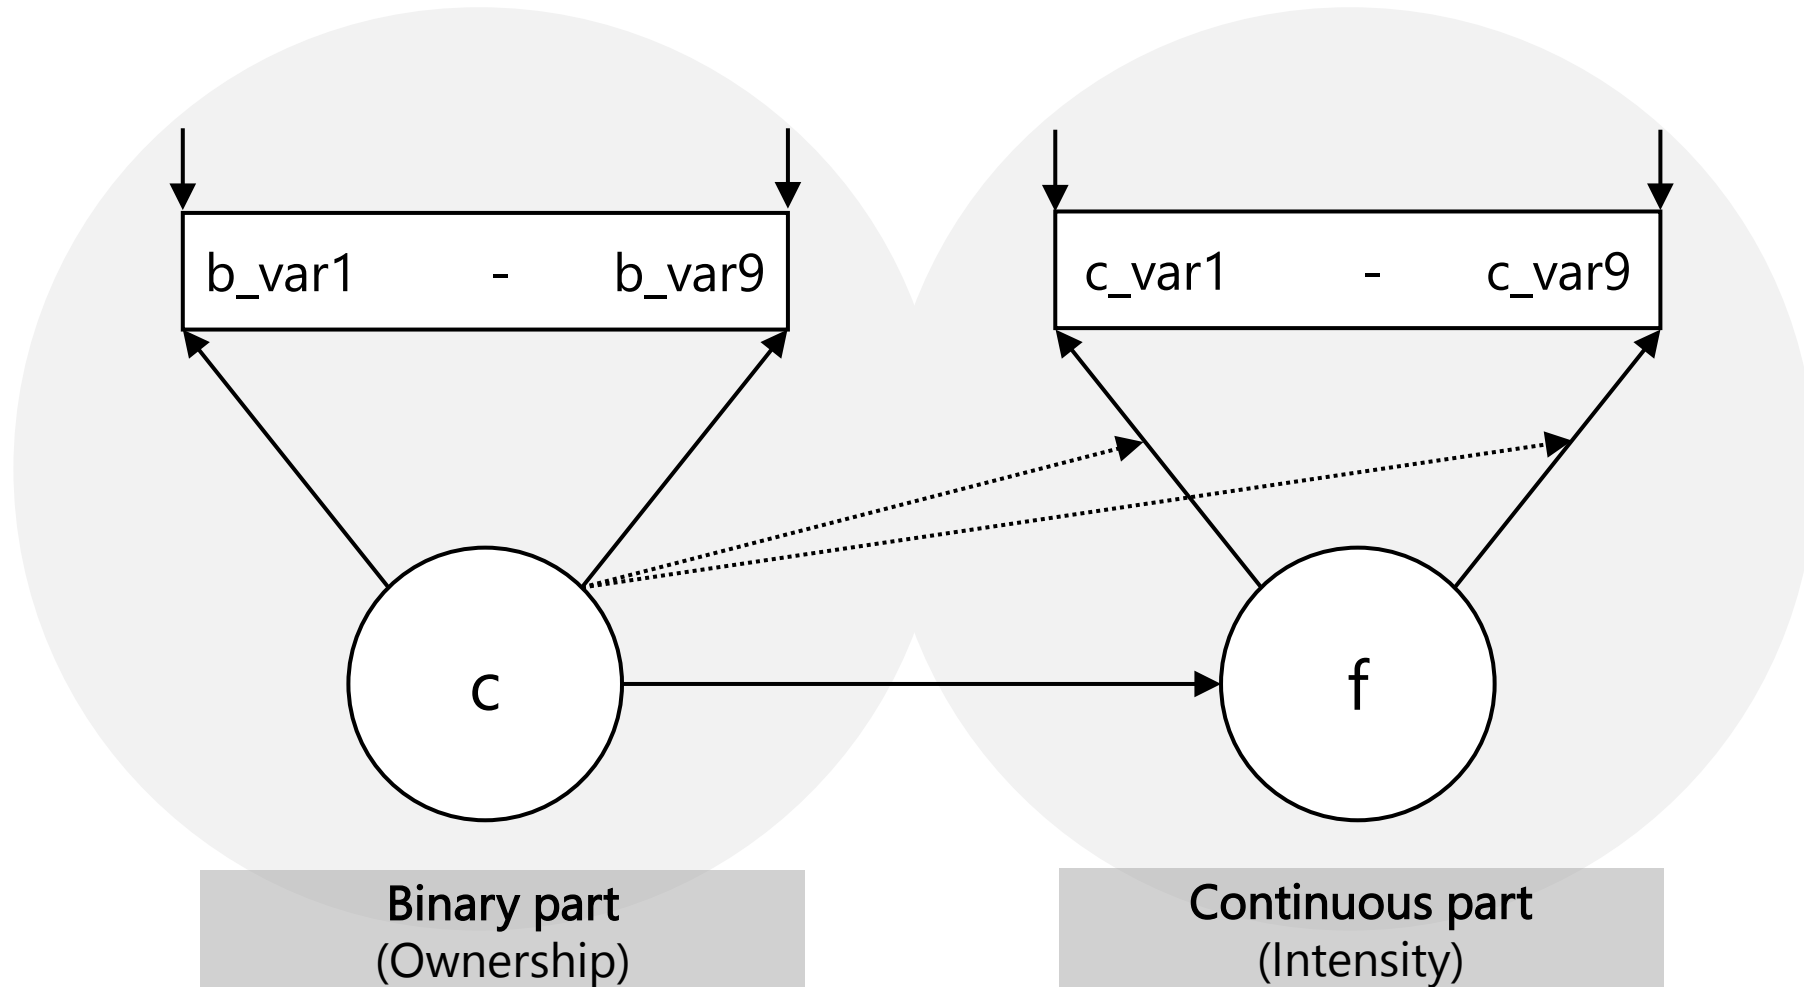 b_var1 - b_var9
c_var1 - c_var9
c
f
Binary part
(Ownership)
Continuous part
(Intensity)